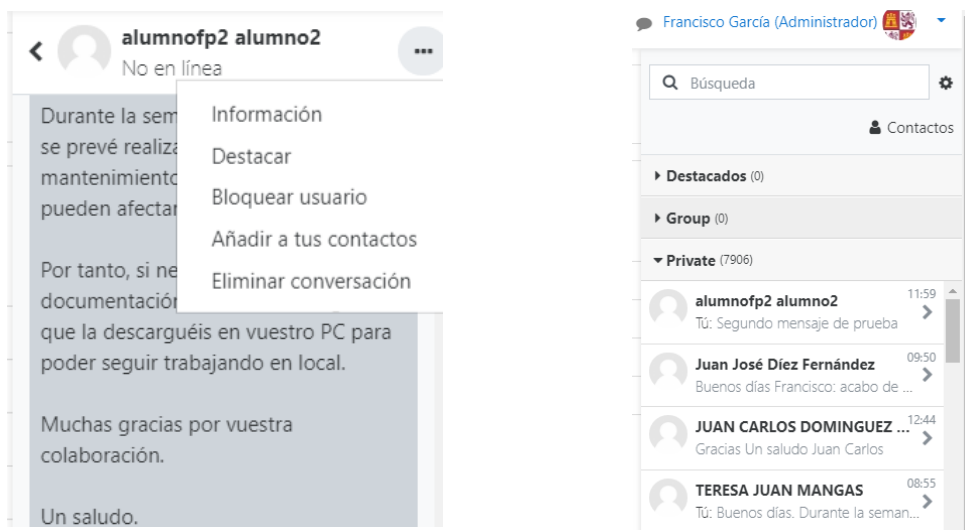 alumnofp2 alumno2
No en línea
Información
Destacar
Bloquear usuario
Añadir a tus contactos
Eliminar conversación
Durante la sem
se prevé realiza
mantenimiento
pueden afectar
Por tanto, si ne
documentación
que la descarguéis en vuestro PC para
poder seguir trabajando en local.
Muchas gracias por vuestra
colaboración.
Un saludo.
Francisco García (Administrador)
Búsqueda
Contactos
Destacados (0)
Group (0)
Private (7906)
alumnofp2 alumno2 11:59
Tú: Segundo mensaje de prueba
Juan José Díez Fernández 09:50
Buenos días Francisco: acabo de ...
JUAN CARLOS DOMINGUEZ ... 12:44
Gracias Un saludo Juan Carlos
TERESA JUAN MANGAS 08:55
Tú: Buenos días. Durante la seman...